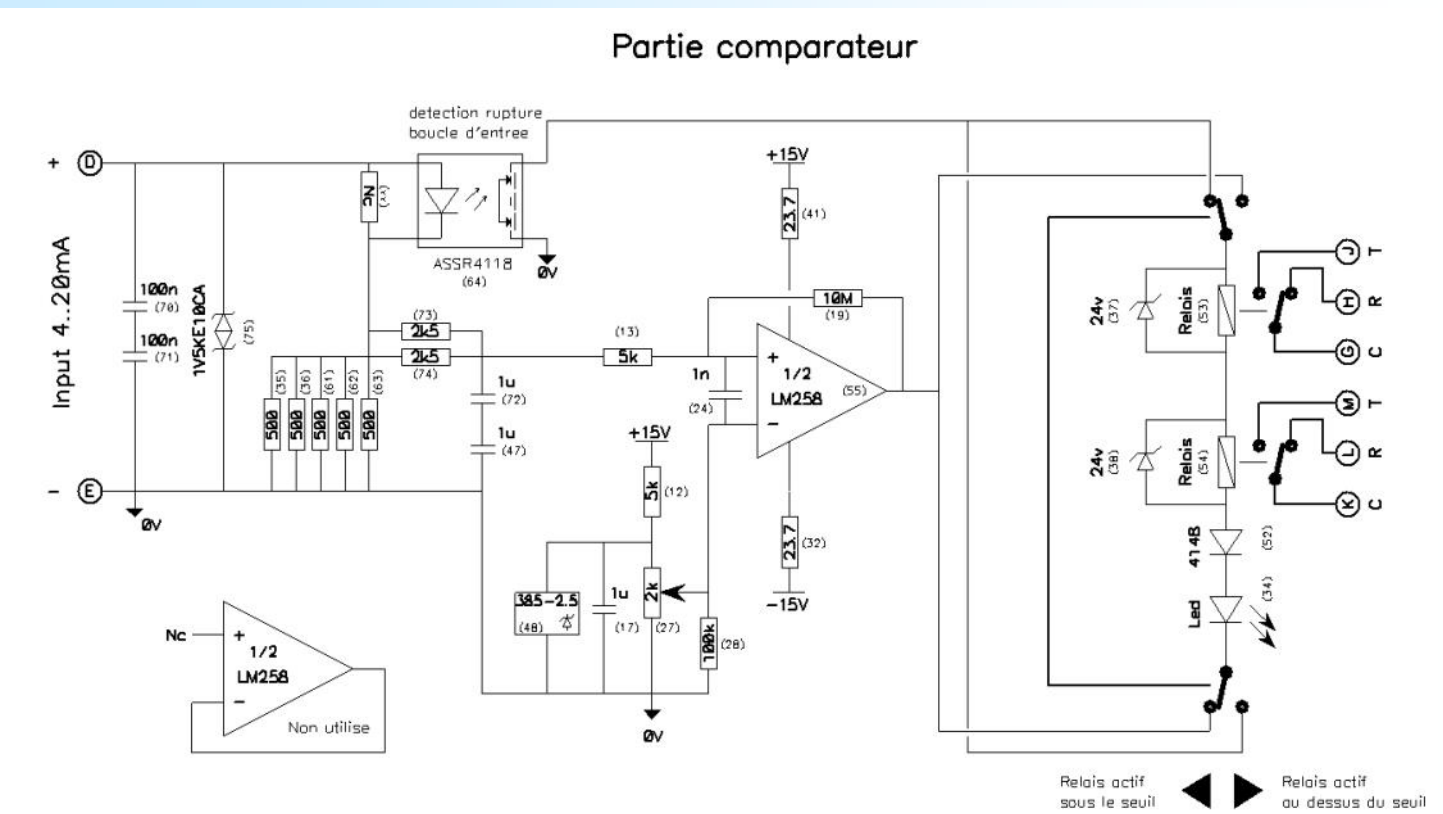 Partie comparateur
detection rupture
boucle d'entree
+ D
ASSR4118
(64)
0V
Nc
(xx)
Input 4..20mA
100n
(70)
100n
(71)
1V5KE10CA
(75)
500
(35)
500
(36)
500
(61)
500
(62)
500
(63)
(73)
2k5
2k5
(74)
1u
(72)
1u
(47)
- E
0V
(13)
5k
+15V
23.7
(41)
10M
(19)
1n
(24)
+
1/2
LM258
(55)
-
23.7
(32)
-15V
+15V
5k
(12)
385-2.5
(48)
1u
(17)
2k
(27)
100k
(28)
0V
Nc
+
1/2
LM258
-
Non utilise
24v
(37)
Relais
(53)
J T
H R
G C
24v
(38)
Relais
(54)
M T
L R
K C
4148
(52)
Led
(34)
Relais actif
sous le seuil
Relais actif
au dessus du seuil